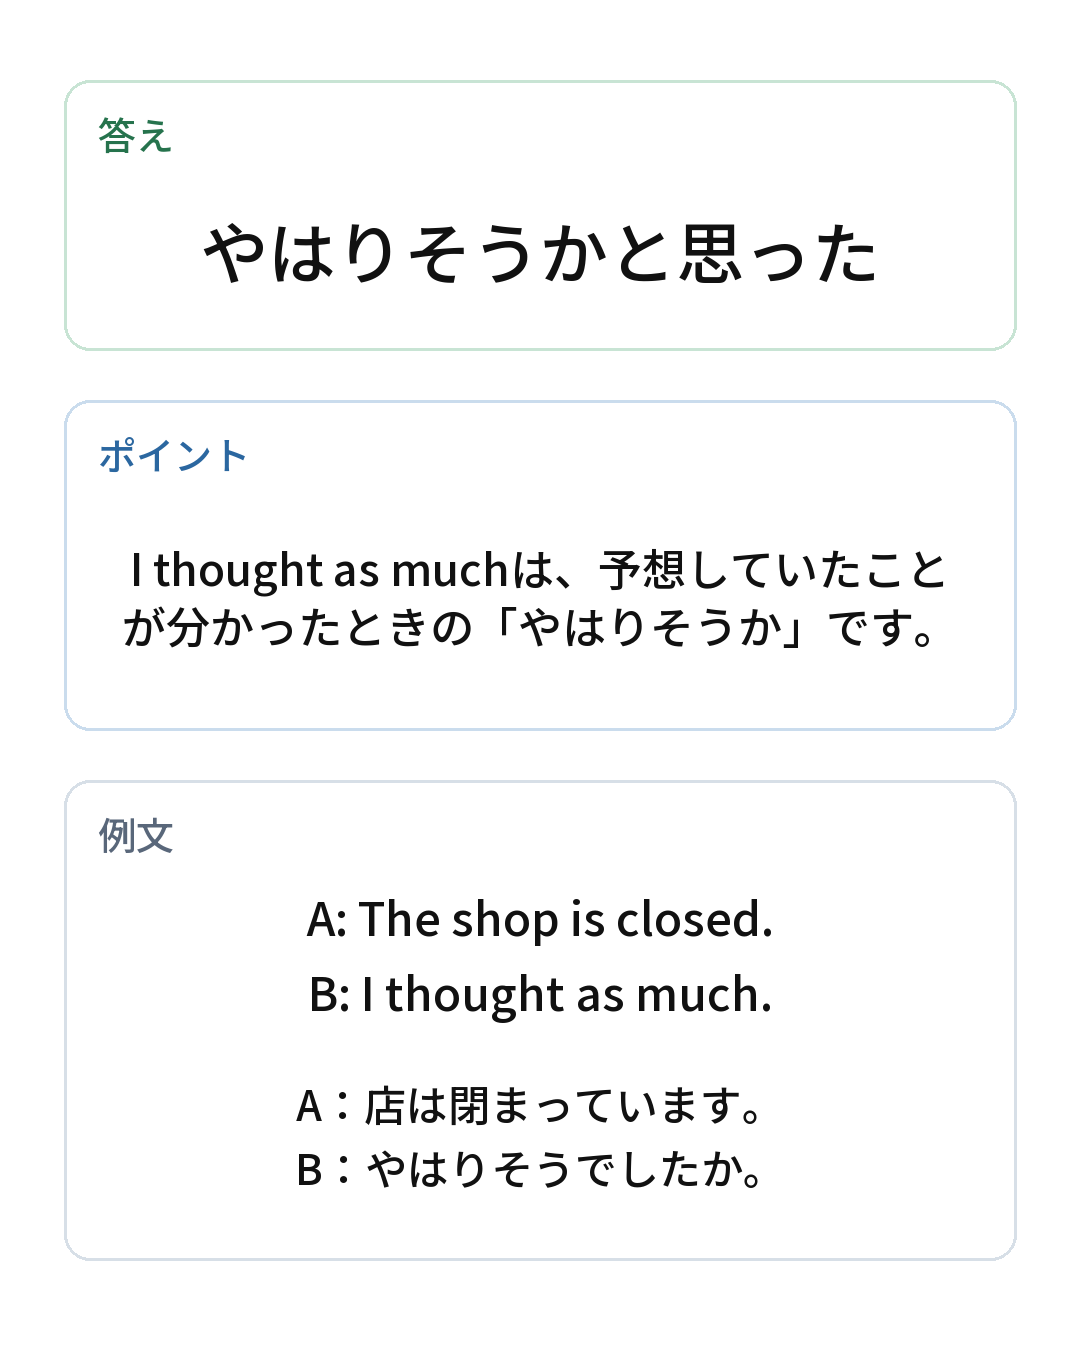 答え
やはりそうかと思った
ポイント
I thought as muchは、予想していたこと
が分かったときの「やはりそうか」です。
例文
A: The shop is closed.
B: I thought as much.
A：店は閉まっています。
B：やはりそうでしたか。